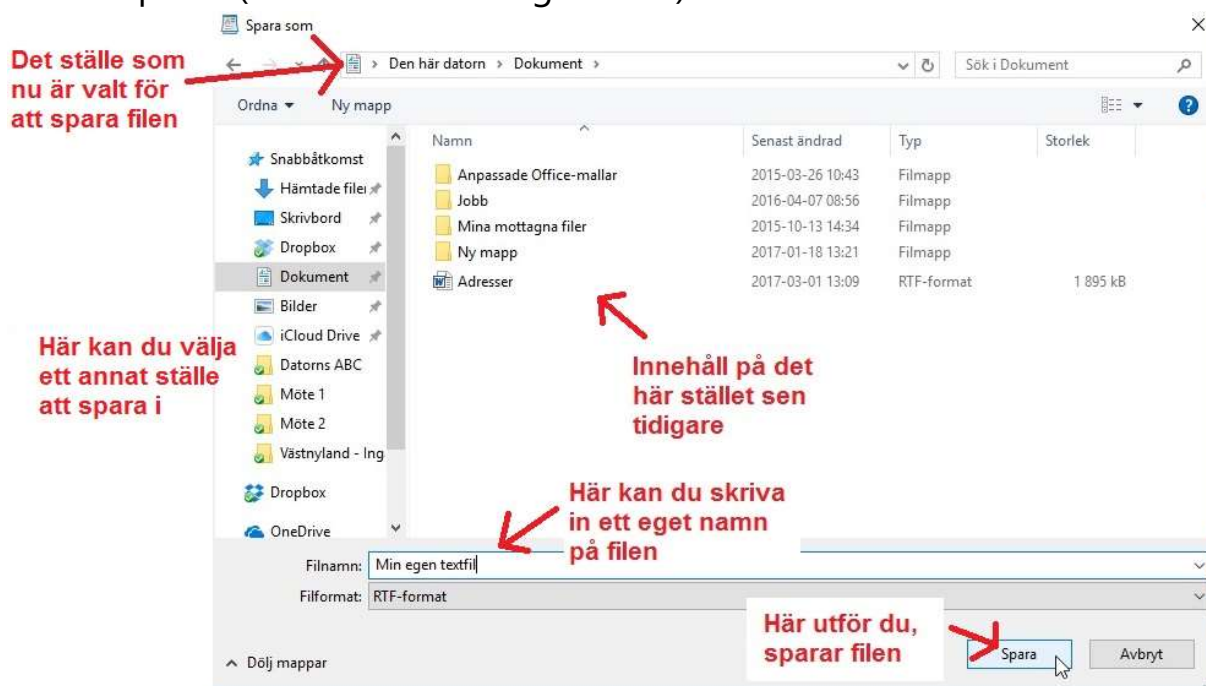 Spara som
Det ställe som
nu är valt för
att spara filen
Den här datorn > Dokument >
Sök i Dokument
Ordna
Ny mapp
Namn
Senast ändrad
Typ
Storlek
Snabbåtkomst
Hämtade filer
Skrivbord
Dropbox
Dokument
Bilder
iCloud Drive
Datorns ABC
Möte 1
Möte 2
Västnyland - Ing
Dropbox
OneDrive
Anpassade Office-mallar 2015-03-26 10:43 Filmapp
Jobb 2016-04-07 08:56 Filmapp
Mina mottagna filer 2015-10-13 14:34 Filmapp
Ny mapp 2017-01-18 13:21 Filmapp
Adresser 2017-03-01 13:09 RTF-format 1 895 kB
Här kan du välja
ett annat ställe
att spara i
Innehåll på det
här stället sen
tidigare
Här kan du skriva
in ett eget namn
på filen
Filnamn: Min egen textfil
Filformat: RTF-format
Här utför du,
sparar filen
Dölj mappar
Spara
Avbryt